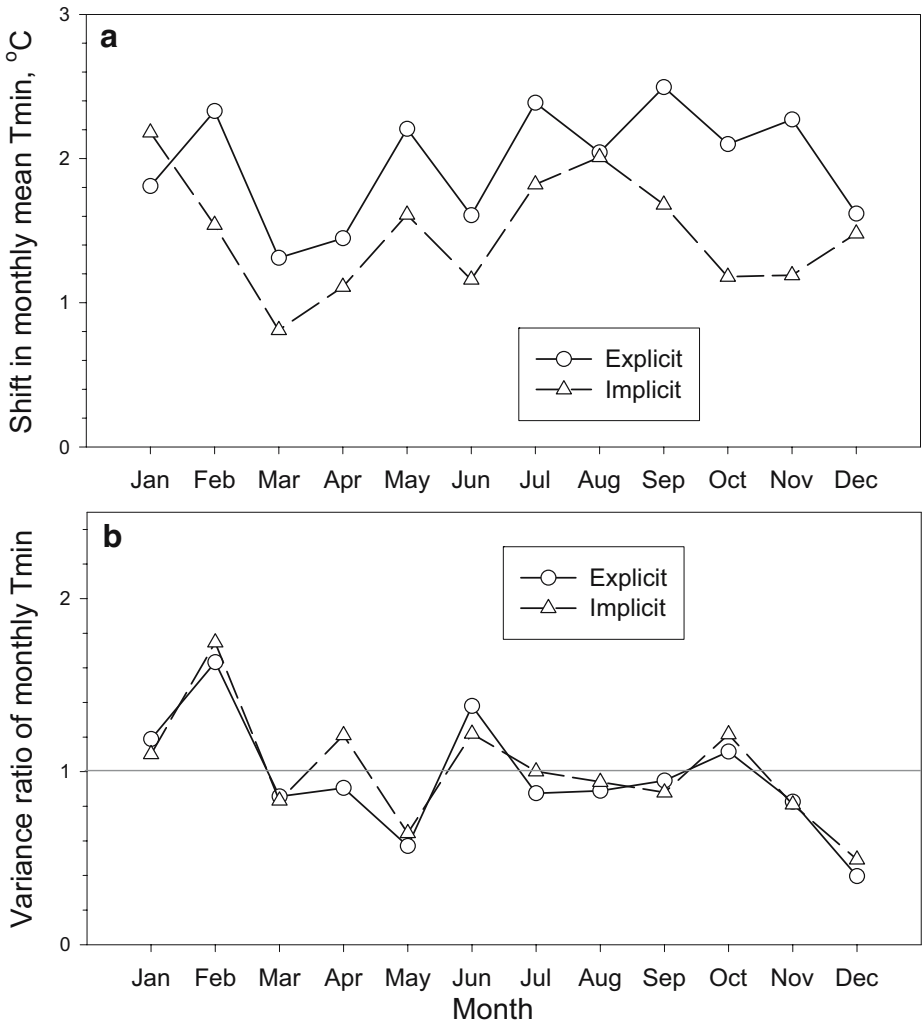 a
Shift in monthly mean Tmin, °C
3
2
1
0
Explicit
Implicit
Jan Feb Mar Apr May Jun Jul Aug Sep Oct Nov Dec
b
Variance ratio of monthly Tmin
2
1
0
Explicit
Implicit
Jan Feb Mar Apr May Jun Jul Aug Sep Oct Nov Dec
Month